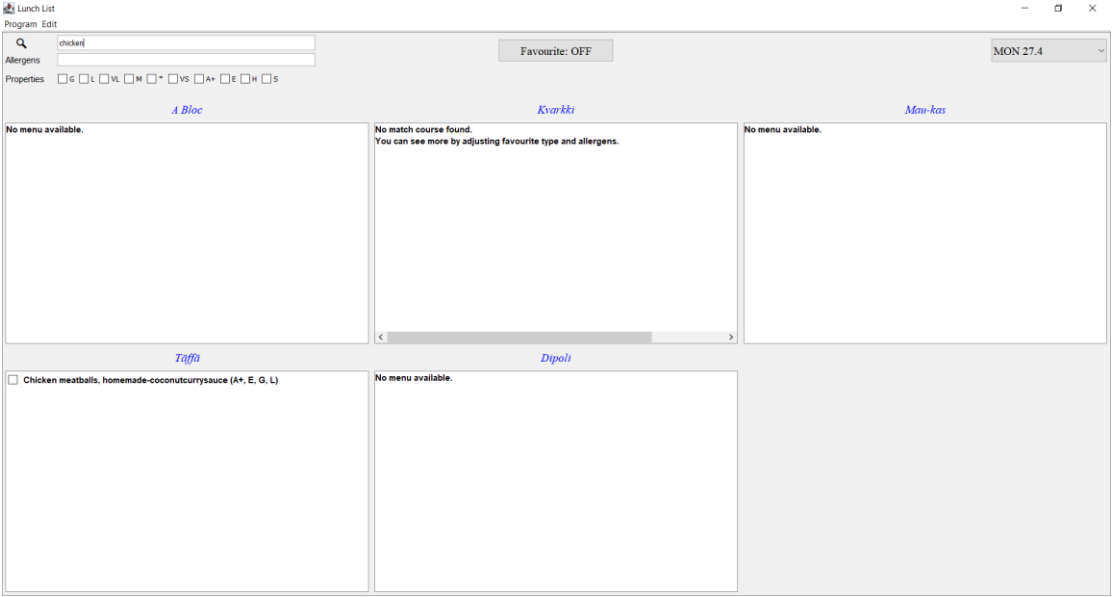 Lunch List
Program Edit
chicken
Favourite: OFF
MON 27.4
Allergens
Properties G L VL M * VS A+ E H S
A Bloc
Kvarkki
Mau-kas
No menu available.
No match course found.
You can see more by adjusting favourite type and allergens.
No menu available.
Täffä
Dipoli
Chicken meatballs, homemade-coconutcurrysauce (A+, E, G, L)
No menu available.